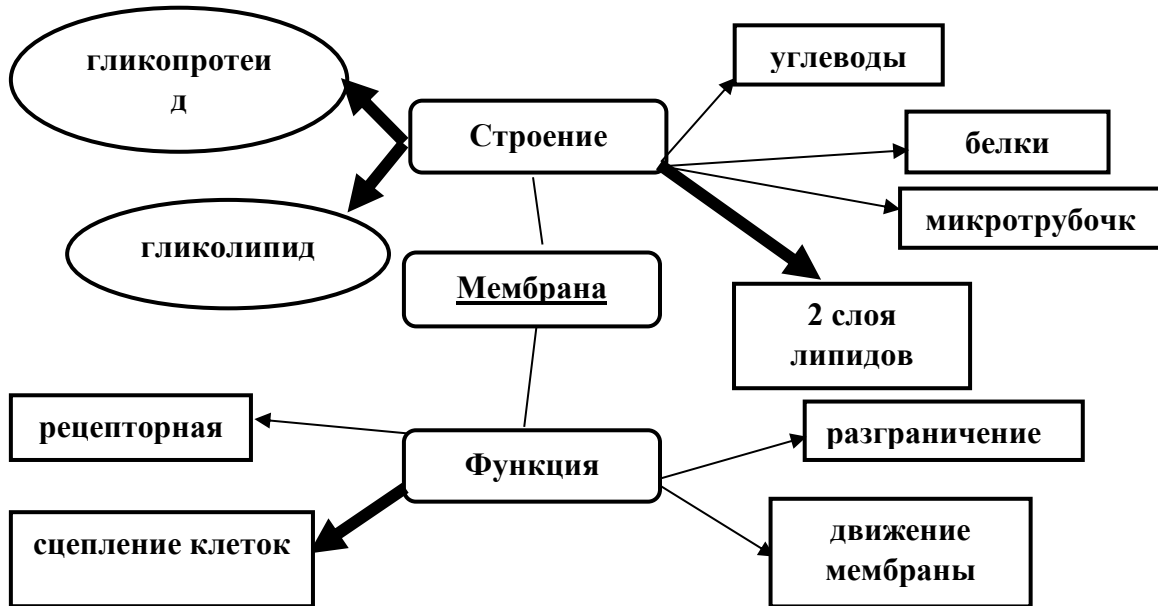 гликопротеи
д
углеводы
Строение
белки
микротрубочк
гликолипид
Мембрана
2 слоя
липидов
рецепторная
разграничение
Функция
сцепление клеток
движение
мембраны